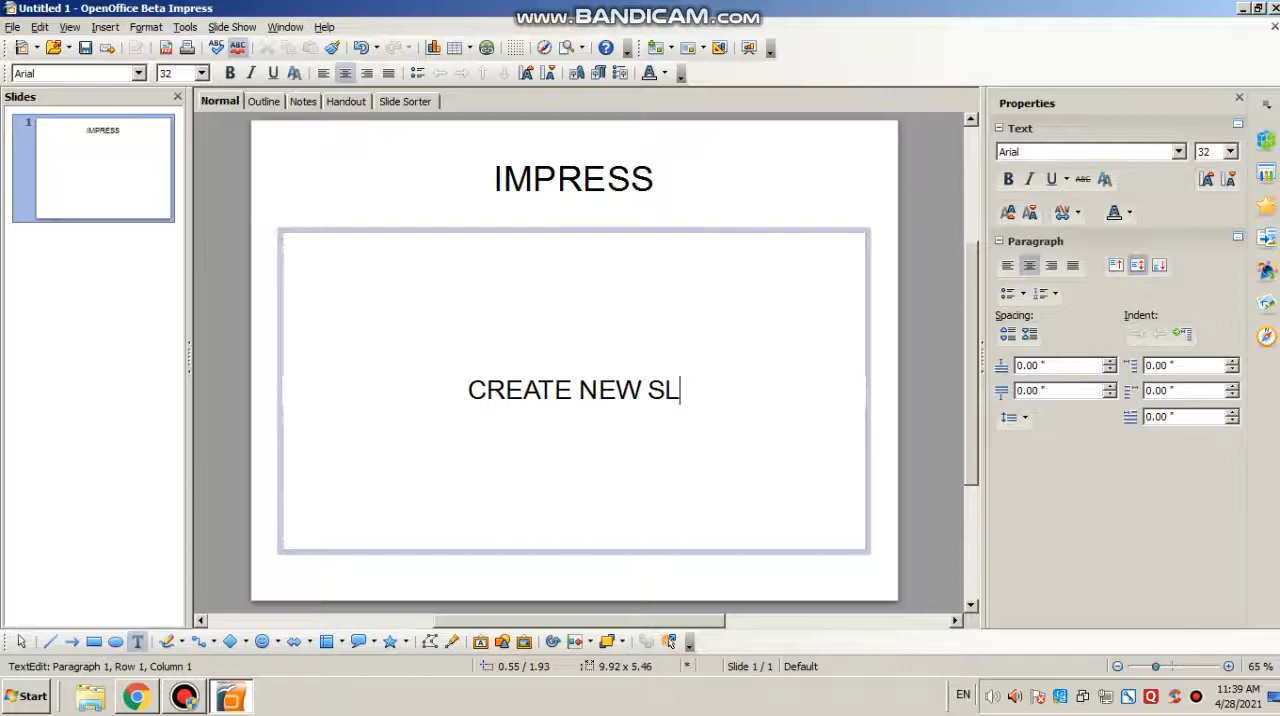 Untitled 1 - OpenOffice Beta Impress
www.BANDICAM.com
File Edit View Insert Format Tools Slide Show Window Help
Arial 32
Slides
1
IMPRESS
Normal Outline Notes Handout Slide Sorter
IMPRESS
CREATE NEW SL
Properties
Text
Arial 32
Paragraph
Spacing: Indent:
0.00 " 0.00 "
0.00 " 0.00 "
0.00 "
TextEdit: Paragraph 1, Row 1, Column 1 0.55 / 1.93 9.92 x 5.46 * Slide 1 / 1 Default 65 %
Start EN 11:39 AM
4/28/2021